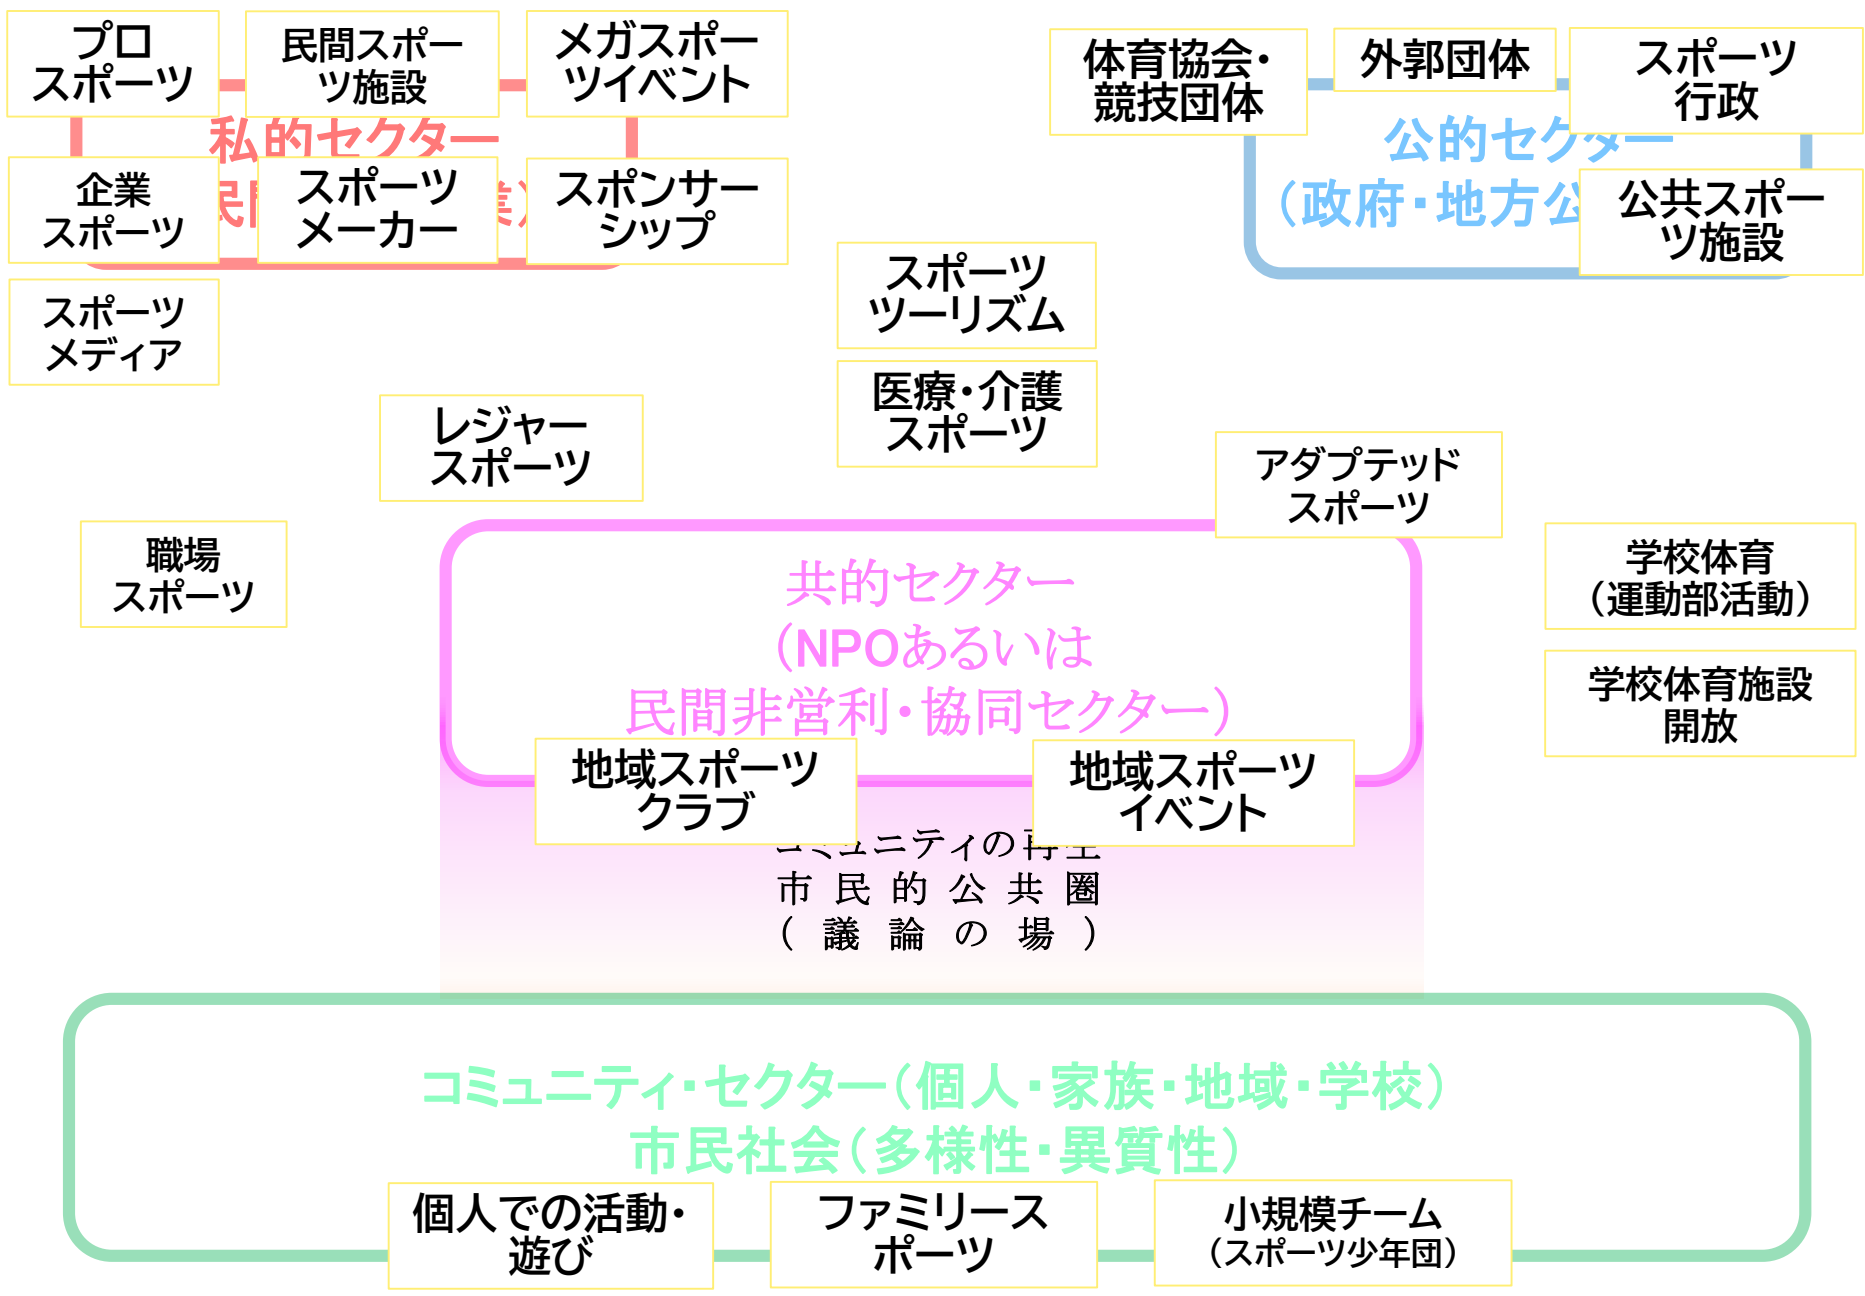 プロ
スポーツ
民間スポー
ツ施設
メガスポー
ツイベント
体育協会・
競技団体
外郭団体
スポーツ
行政
私的セクター
公的セクター
（政府・地方公
企業
スポーツ
スポーツ
メーカー
スポンサー
シップ
公共スポー
ツ施設
スポーツ
メディア
スポーツ
ツーリズム
医療・介護
スポーツ
レジャー
スポーツ
アダプテッド
スポーツ
職場
スポーツ
学校体育
（運動部活動）
学校体育施設
開放
共的セクター
（NPOあるいは
民間非営利・協同セクター）
地域スポーツ
クラブ
地域スポーツ
イベント
コミュニティの再生
市民的公共圏
（議論の場）
コミュニティ・セクター（個人・家族・地域・学校）
市民社会（多様性・異質性）
個人での活動・
遊び
ファミリース
ポーツ
小規模チーム
（スポーツ少年団）